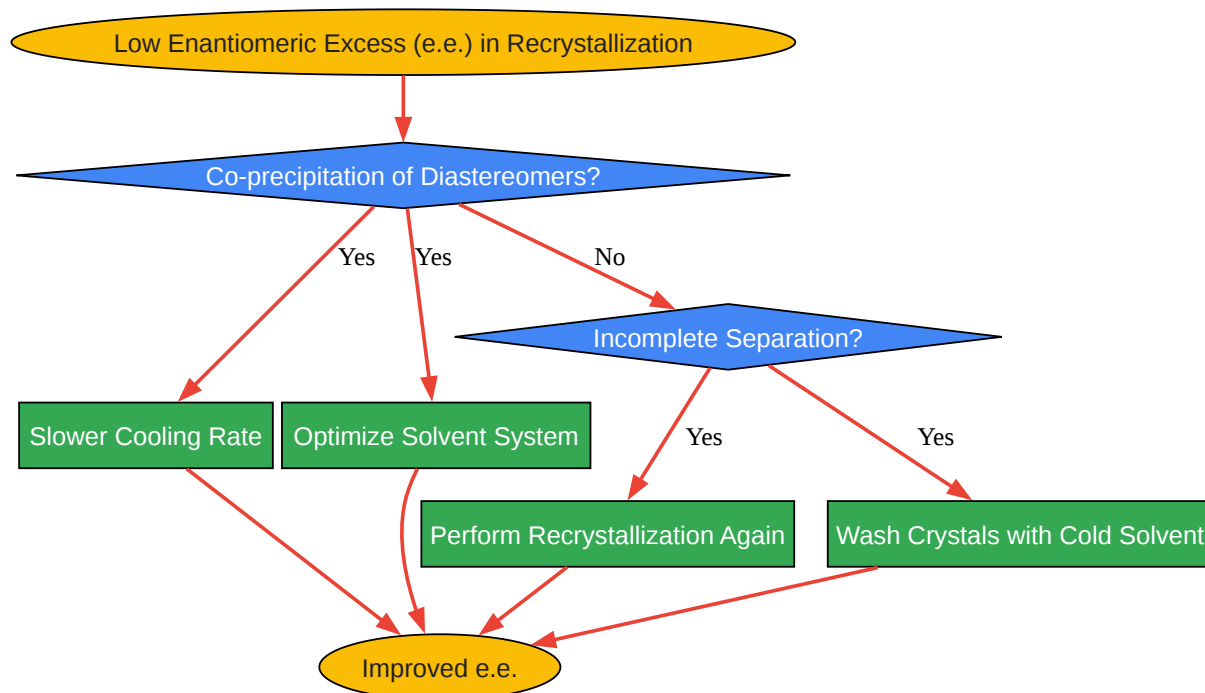 Low Enantiomeric Excess (e.e.) in Recrystallization
Co-precipitation of Diastereomers?
Yes
Yes
No
Incomplete Separation?
Slower Cooling Rate
Optimize Solvent System
Yes
Yes
Perform Recrystallization Again
Wash Crystals with Cold Solvent
Improved e.e.